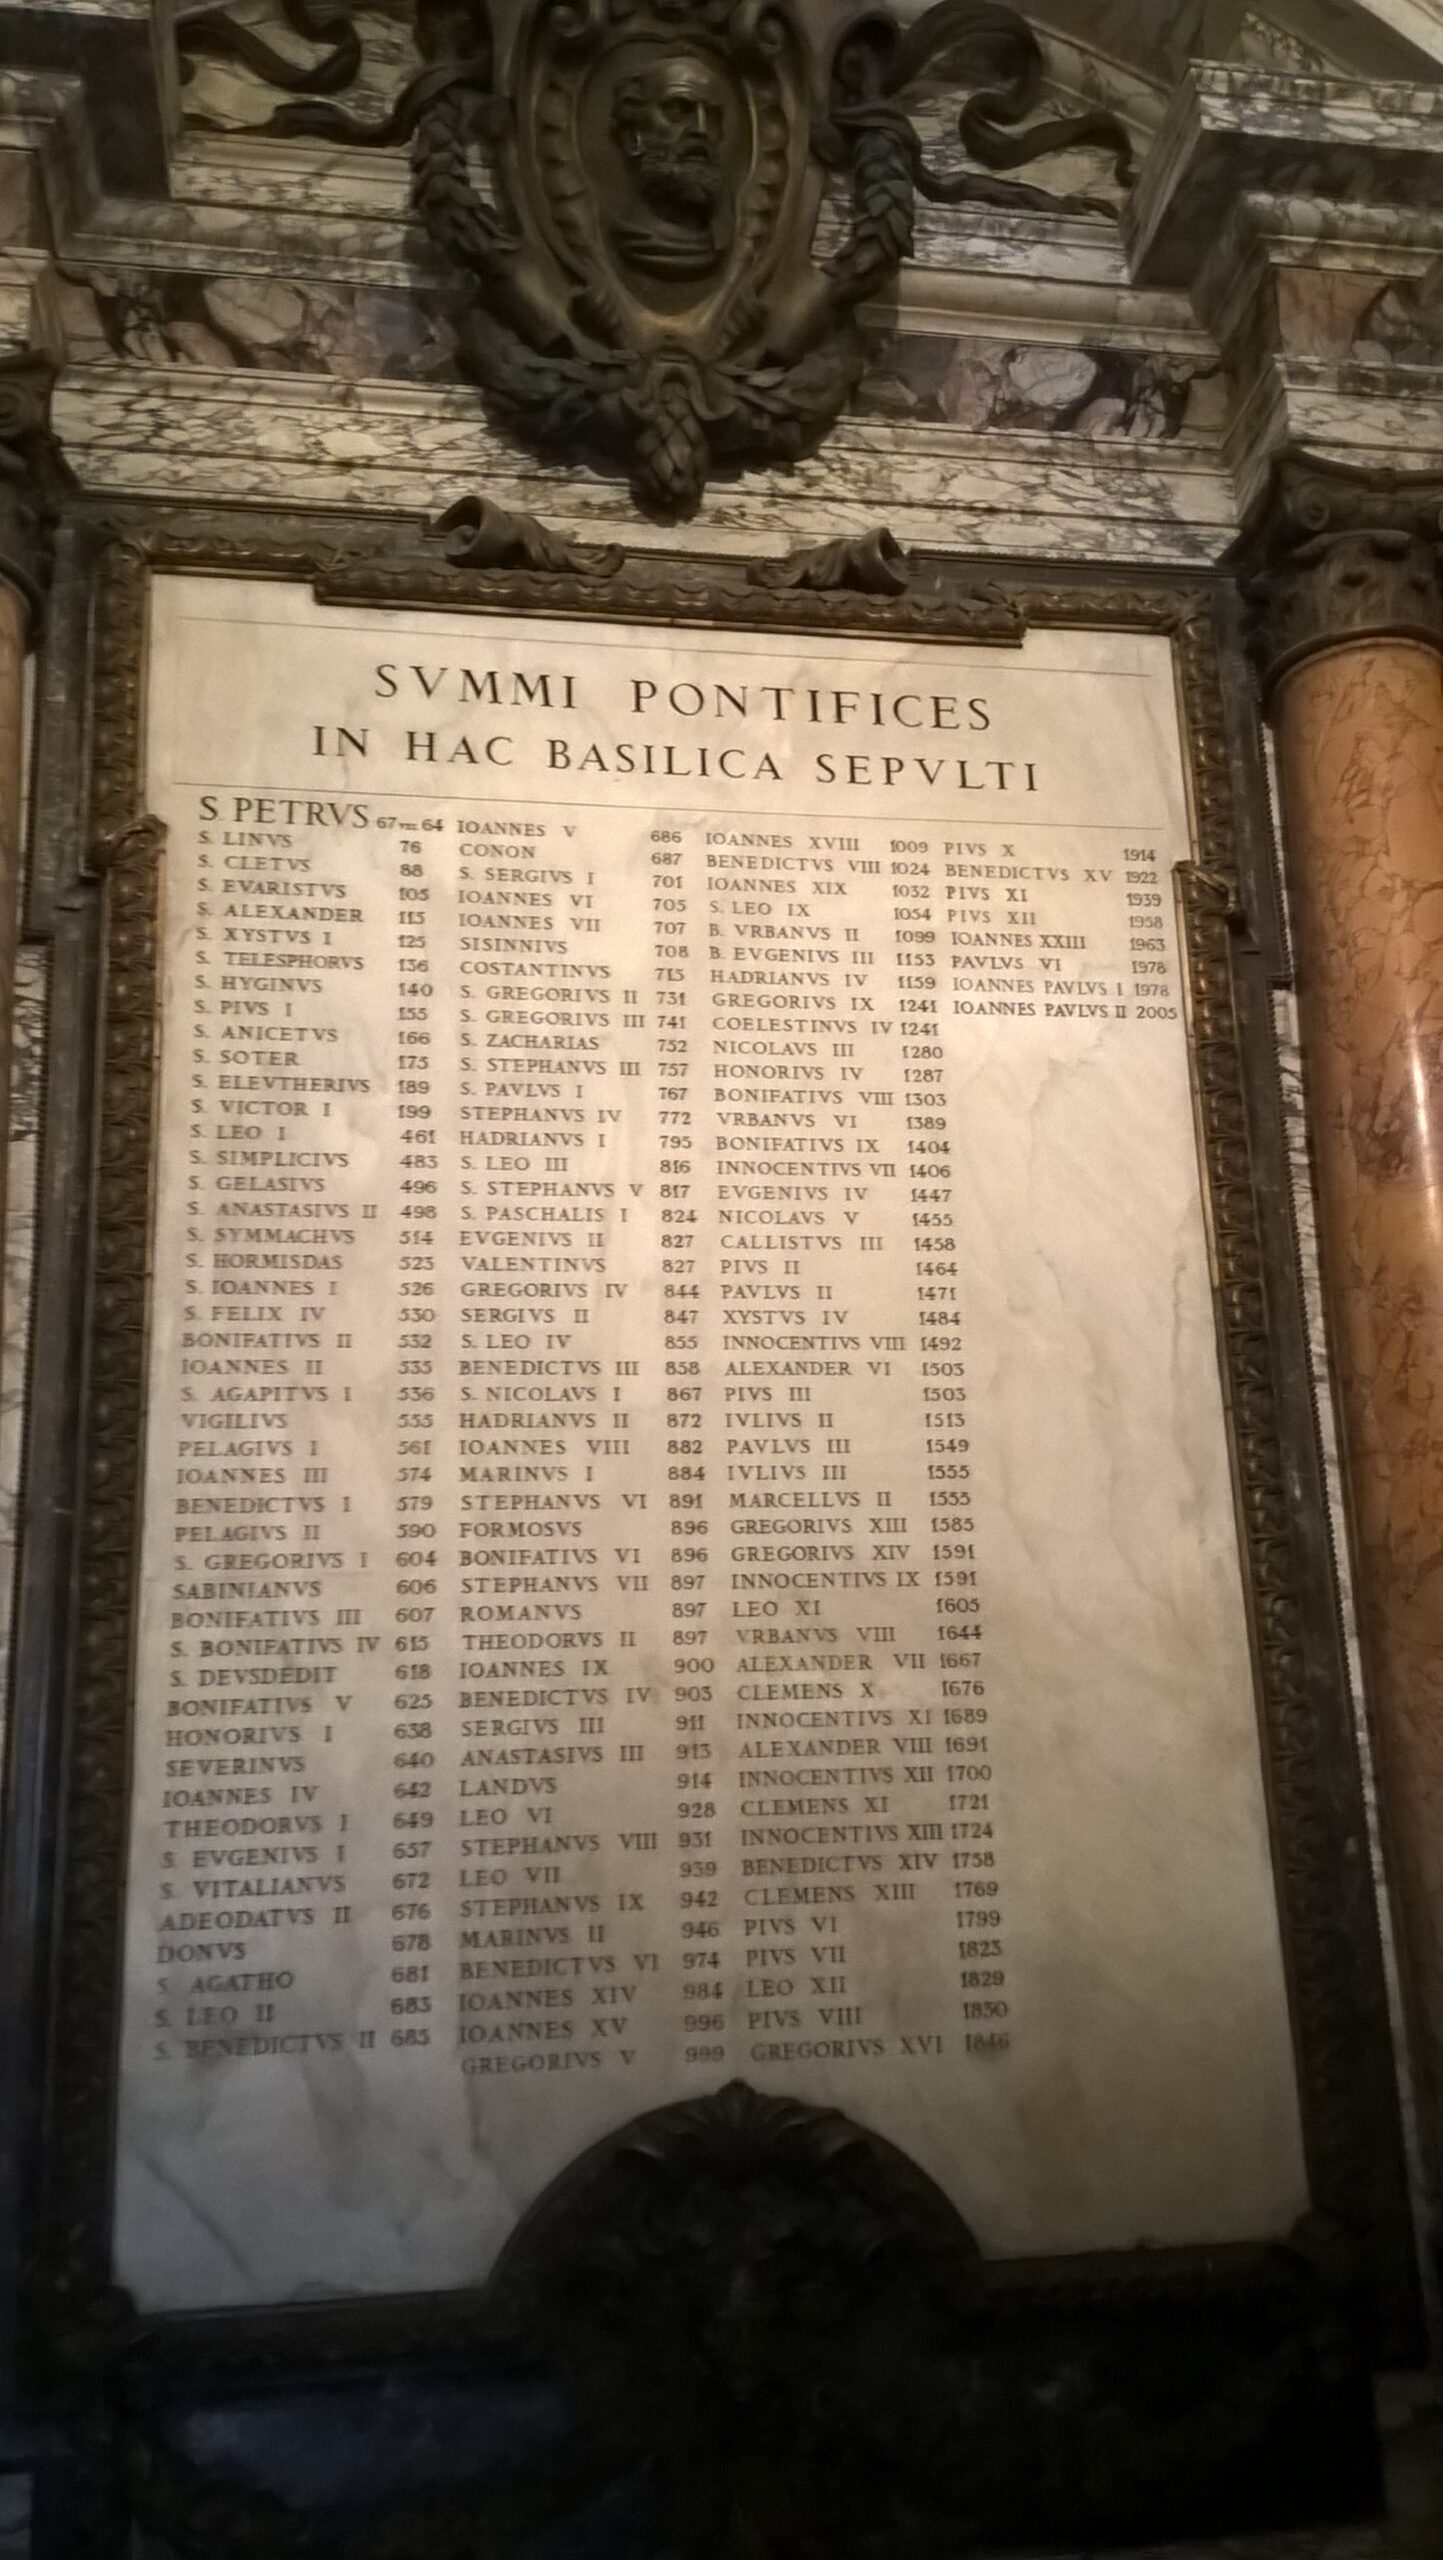 SVMMI PONTIFICES
IN HAC BASILICA SEPVLTI
S. PETRVS 67 vel 64
S. LINVS 76
S. CLETVS 88
S. EVARISTVS 105
S. ALEXANDER 115
S. XYSTVS I 125
S. TELESPHORVS 136
S. HYGINVS 140
S. PIVS I 155
S. ANICETVS 166
S. SOTER 175
S. ELEVTHERIVS 189
S. VICTOR I 199
S. LEO I 461
S. SIMPLICIVS 483
S. GELASIVS 496
S. ANASTASIVS II 498
S. SYMMACHVS 514
S. HORMISDAS 523
S. IOANNES I 526
S. FELIX IV 530
BONIFATIVS II 532
IOANNES II 535
S. AGAPITVS I 536
VIGILIVS 555
PELAGIVS I 561
IOANNES III 574
BENEDICTVS I 579
PELAGIVS II 590
S. GREGORIVS I 604
SABINIANVS 606
BONIFATIVS III 607
S. BONIFATIVS IV 615
S. DEVSDEDIT 618
BONIFATIVS V 625
HONORIVS I 638
SEVERINVS 640
IOANNES IV 642
THEODORVS I 649
S. EVGENIVS I 657
S. VITALIANVS 672
ADEODATVS II 676
DONVS 678
S. AGATHO 681
S. LEO II 683
S. BENEDICTVS II 685
IOANNES V 686
CONON 687
S. SERGIVS I 701
IOANNES VI 705
IOANNES VII 707
SISINNIVS 708
COSTANTINVS 715
S. GREGORIVS II 731
S. GREGORIVS III 741
S. ZACHARIAS 752
S. STEPHANVS III 757
S. PAVLVS I 767
STEPHANVS IV 772
HADRIANVS I 795
S. LEO III 816
S. STEPHANVS V 817
S. PASCHALIS I 824
EVGENIVS II 827
VALENTINVS 827
GREGORIVS IV 844
SERGIVS II 847
S. LEO IV 855
BENEDICTVS III 858
S. NICOLAVS I 867
HADRIANVS II 872
IOANNES VIII 882
MARINVS I 884
STEPHANVS VI 891
FORMOSVS 896
BONIFATIVS VI 896
STEPHANVS VII 897
ROMANVS 897
THEODORVS II 897
IOANNES IX 900
BENEDICTVS IV 903
SERGIVS III 911
ANASTASIVS III 913
LANDVS 914
LEO VI 928
STEPHANVS VIII 931
LEO VII 939
STEPHANVS IX 942
MARINVS II 946
BENEDICTVS VI 974
IOANNES XIV 984
IOANNES XV 996
GREGORIVS V 999
IOANNES XVIII 1009
BENEDICTVS VIII 1024
IOANNES XIX 1032
S. LEO IX 1054
B. VRBANVS II 1099
B. EVGENIVS III 1153
HADRIANVS IV 1159
GREGORIVS IX 1241
COELESTINVS IV 1241
NICOLAVS III 1280
HONORIVS IV 1287
BONIFATIVS VIII 1303
VRBANVS VI 1389
BONIFATIVS IX 1404
INNOCENTIVS VII 1406
EVGENIVS IV 1447
NICOLAVS V 1455
CALLISTVS III 1458
PIVS II 1464
PAVLVS II 1471
XYSTVS IV 1484
INNOCENTIVS VIII 1492
ALEXANDER VI 1503
PIVS III 1503
IVLIVS II 1513
PAVLVS III 1549
IVLIVS III 1555
MARCELLVS II 1555
GREGORIVS XIII 1585
GREGORIVS XIV 1591
INNOCENTIVS IX 1591
LEO XI 1605
VRBANVS VIII 1644
ALEXANDER VII 1667
CLEMENS X 1676
INNOCENTIVS XI 1689
ALEXANDER VIII 1691
INNOCENTIVS XII 1700
CLEMENS XI 1721
INNOCENTIVS XIII 1724
BENEDICTVS XIV 1758
CLEMENS XIII 1769
PIVS VI 1799
PIVS VII 1823
LEO XII 1829
PIVS VIII 1830
GREGORIVS XVI 1846
PIVS X 1914
BENEDICTVS XV 1922
PIVS XI 1939
PIVS XII 1958
IOANNES XXIII 1963
PAVLVS VI 1978
IOANNES PAVLVS I 1978
IOANNES PAVLVS II 2005